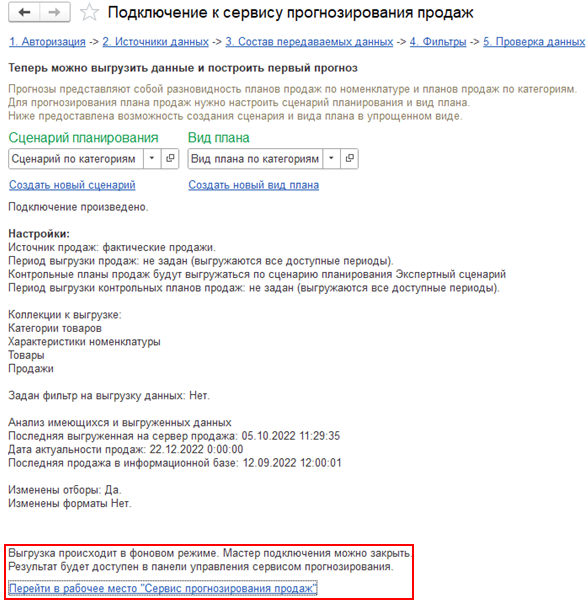 Подключение к сервису прогнозирования продаж
1. Авторизация -> 2. Источники данных -> 3. Состав передаваемых данных -> 4. Фильтры -> 5. Проверка данных
Теперь можно выгрузить данные и построить первый прогноз
Прогнозы представляют собой разновидность планов продаж по номенклатуре и планов продаж по категориям.
Для прогнозирования плана продаж нужно настроить сценарий планирования и вид плана.
Ниже предоставлена возможность создания сценария и вида плана в упрощенном виде.
Сценарий планирования Вид плана
Сценарий по категориям Вид плана по категориям
Создать новый сценарий Создать новый вид плана
Подключение произведено.
Настройки:
Источник продаж: фактические продажи.
Период выгрузки продаж: не задан (выгружаются все доступные периоды).
Контрольные планы продаж будут выгружаться по сценарию планирования Экспертный сценарий
Период выгрузки контрольных планов продаж: не задан (выгружаются все доступные периоды).
Коллекции к выгрузке:
Категории товаров
Характеристики номенклатуры
Товары
Продажи
Задан фильтр на выгрузку данных: Нет.
Анализ имеющихся и выгруженных данных
Последняя выгруженная на сервер продажа: 05.10.2022 11:29:35
Дата актуальности продаж: 22.12.2022 0:00:00
Последняя продажа в информационной базе: 12.09.2022 12:00:01
Изменены отборы: Да.
Изменены форматы Нет.
Выгрузка происходит в фоновом режиме. Мастер подключения можно закрыть.
Результат будет доступен в панели управления сервисом прогнозирования.
Перейти в рабочее место "Сервис прогнозирования продаж"